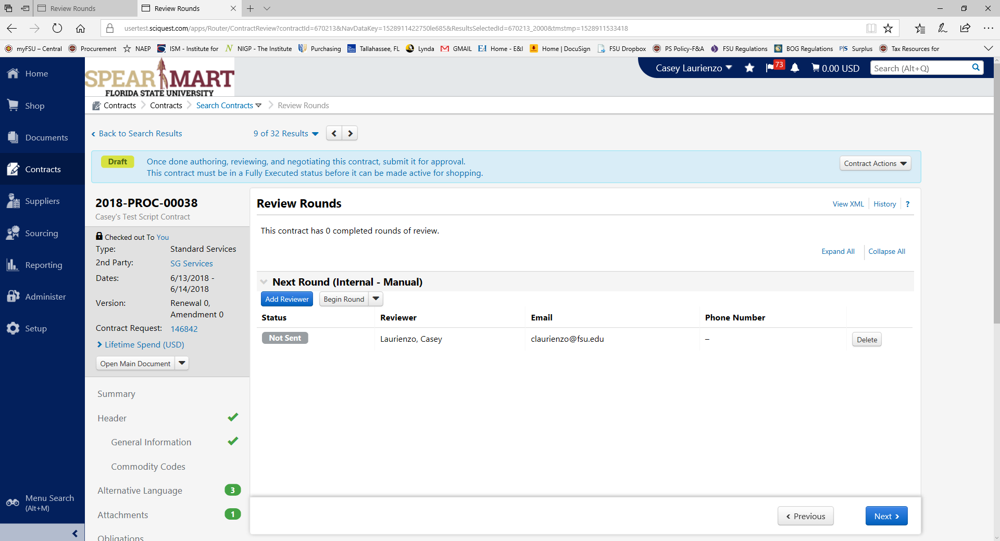 Review Rounds
Review Rounds
usertest.sciquest.com/apps/Router/ContractReview?contractId=670213&NavDataKey=1528911422750le685&ResultsSelectedId=670213_2000&tmstmp=1528911533418
myFSU – Central
Procurement
NAEP
ISM - Institute for
NIGP - The Institute
Purchasing
Tallahassee, FL
Lynda
GMAIL
Home - E&I
Home | DocuSign
FSU Dropbox
PS Policy-F&A
FSU Regulations
BOG Regulations
Surplus
Tax Resources for
Home
Shop
Documents
Contracts
Suppliers
Sourcing
Reporting
Administer
Setup
Menu Search
(Alt+M)
SPEAR MART
FLORIDA STATE UNIVERSITY
Casey Laurienzo
73
0.00 USD
Search (Alt+Q)
Contracts
Contracts
Search Contracts
Review Rounds
Back to Search Results
9 of 32 Results
Draft
Once done authoring, reviewing, and negotiating this contract, submit it for approval.
This contract must be in a Fully Executed status before it can be made active for shopping.
Contract Actions
2018-PROC-00038
Casey's Test Script Contract
Checked out To You
Type: Standard Services
2nd Party: SG Services
Dates: 6/13/2018 -
6/14/2018
Version: Renewal 0,
Amendment 0
Contract Request: 146842
Lifetime Spend (USD)
Open Main Document
Summary
Header
General Information
Commodity Codes
Alternative Language 3
Attachments 1
Obligations
Review Rounds
View XML
History
?
This contract has 0 completed rounds of review.
Expand All
Collapse All
Next Round (Internal - Manual)
Add Reviewer
Begin Round
Status Reviewer Email Phone Number
Not Sent Laurienzo, Casey claurienzo@fsu.edu – Delete
‹ Previous
Next ›